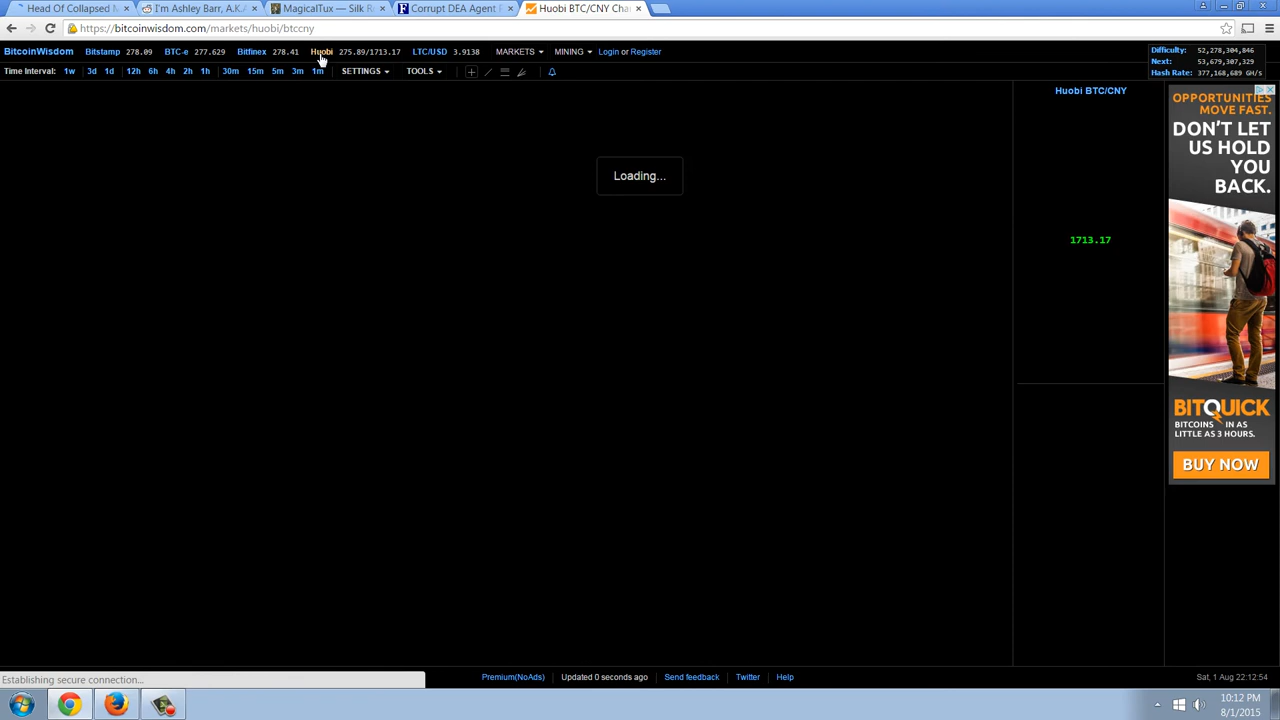 Head Of Collapsed M
I'm Ashley Barr, A.K.A
MagicalTux — Silk R
Corrupt DEA Agent P
Huobi BTC/CNY Cha
https://bitcoinwisdom.com/markets/huobi/btccny
BitcoinWisdom Bitstamp 278.09 BTC-e 277.629 Bitfinex 278.41 Huobi 275.89/1713.17 LTC/USD 3.9138 MARKETS MINING Login or Register
Difficulty: 52,278,304,846
Next: 53,679,307,329
Hash Rate: 377,168,689 GH/s
Time Interval: 1w 3d 1d 12h 6h 4h 2h 1h 30m 15m 5m 3m 1m SETTINGS TOOLS
Huobi BTC/CNY
Loading...
1713.17
OPPORTUNITIES
MOVE FAST.
DON'T LET
US HOLD
YOU
BACK.
BITQUICK
BITCOINS IN AS
LITTLE AS 3 HOURS.
BUY NOW
Establishing secure connection...
Premium(NoAds) Updated 0 seconds ago Send feedback Twitter Help
Sat, 1 Aug 22:12:54
10:12 PM
8/1/2015